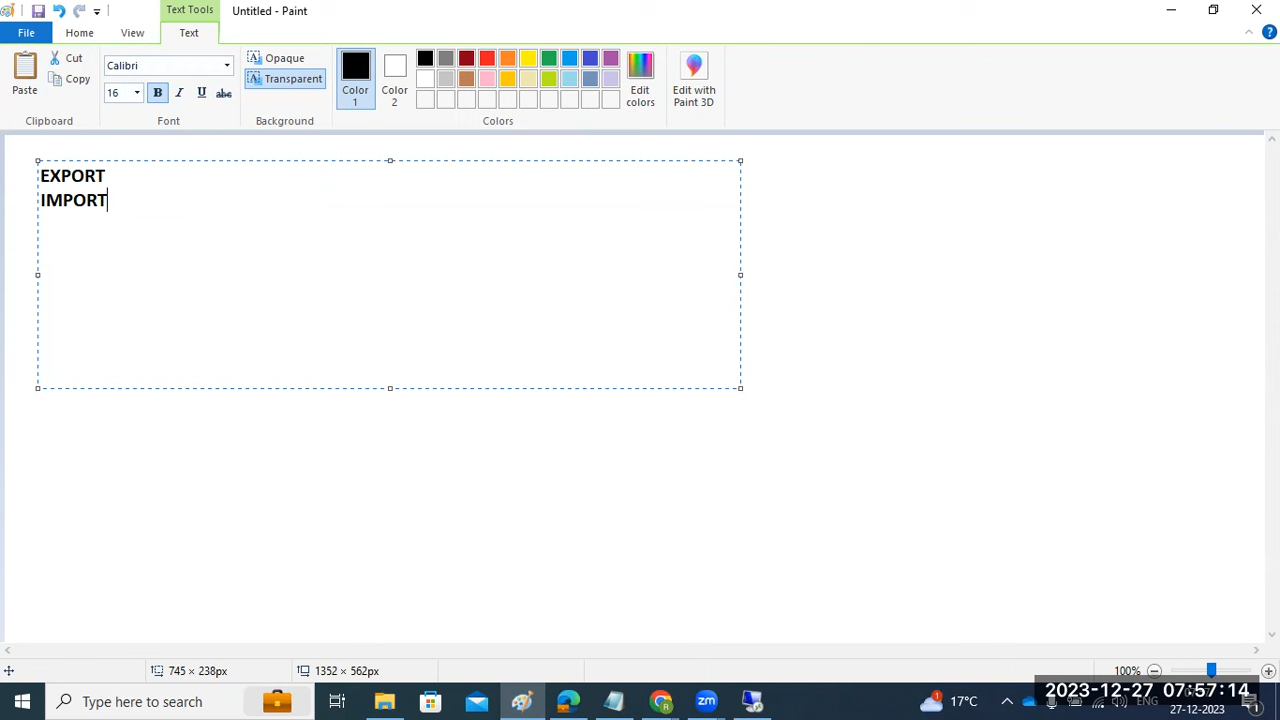 Text Tools
Untitled - Paint
File
Home
View
Text
Paste
Cut
Copy
Clipboard
Calibri
16
B
I
U
abc
Font
Opaque
Transparent
Background
Color 1
Color 2
Colors
Edit colors
Edit with Paint 3D
EXPORT
IMPORT
745 × 238px
1352 × 562px
100%
Type here to search
17°C
ENG
2023-12-27 07:57:14
27-12-2023